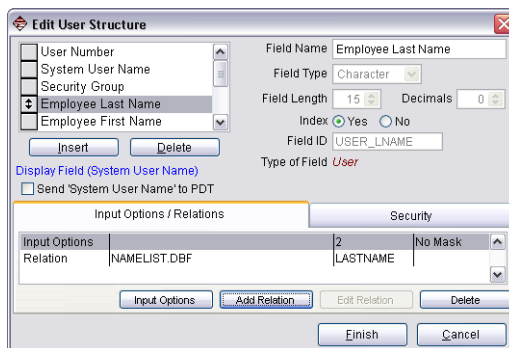 Edit User Structure
User Number
System User Name
Security Group
Employee Last Name
Employee First Name
Insert Delete
Display Field (System User Name)
Send 'System User Name' to PDT
Field Name Employee Last Name
Field Type Character
Field Length 15 Decimals 0
Index Yes No
Field ID USER_LNAME
Type of Field User
Input Options / Relations Security
Input Options 2 No Mask
Relation NAMELIST.DBF LASTNAME
Input Options Add Relation Edit Relation Delete
Finish Cancel